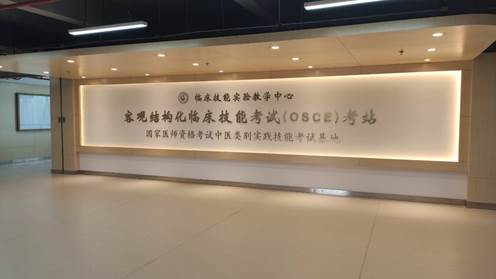 临床技能实验教学中心
客观结构化临床技能考试(OSCE)考站
国家医师资格考试中医类别实践技能考试基地